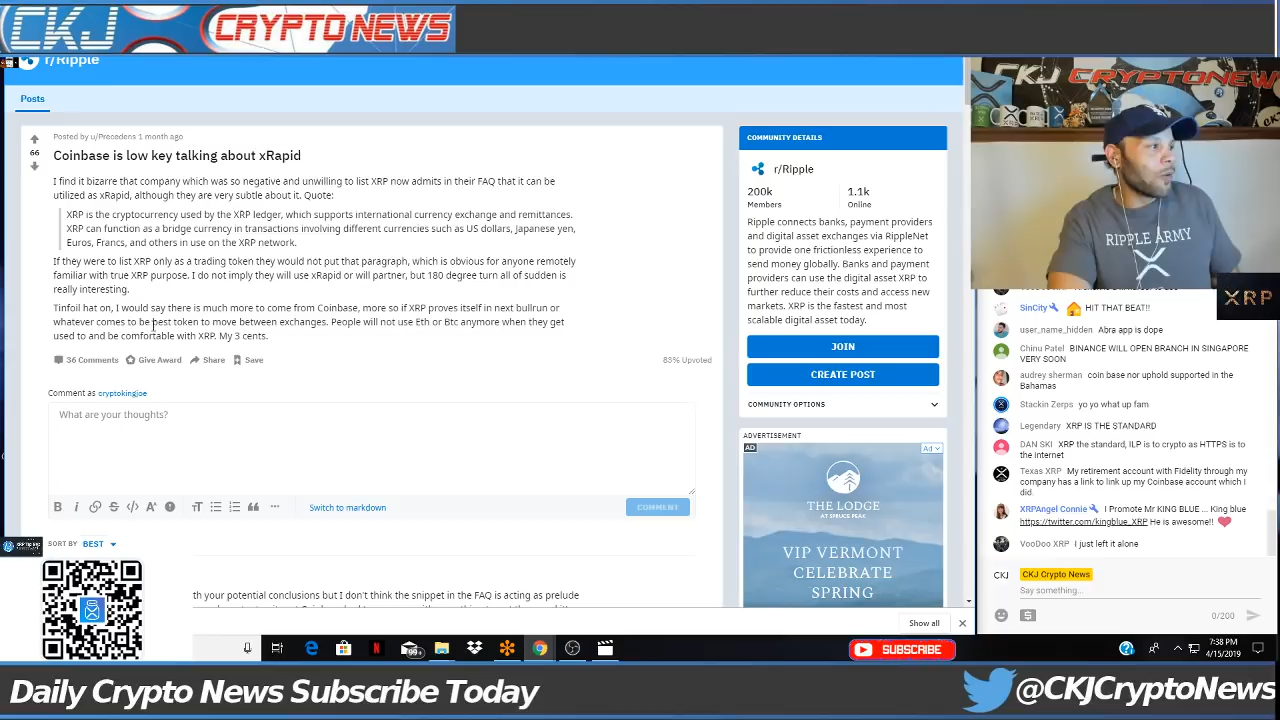 CKJ CRYPTO NEWS
r/Ripple
Posts
Posted by u/Precedens 1 month ago
66
Coinbase is low key talking about xRapid
I find it bizarre that company which was so negative and unwilling to list XRP now admits in their FAQ that it can be
utilized as xRapid, although they are very subtle about it. Quote:
XRP is the cryptocurrency used by the XRP ledger, which supports international currency exchange and remittances.
XRP can function as a bridge currency in transactions involving different currencies such as US dollars, Japanese yen,
Euros, Francs, and others in use on the XRP network.
If they were to list XRP only as a trading token they would not put that paragraph, which is obvious for anyone remotely
familiar with true XRP purpose. I do not imply they will use xRapid or will partner, but 180 degree turn all of sudden is
really interesting.
Tinfoil hat on, I would say there is much more to come from Coinbase, more so if XRP proves itself in next bullrun or
whatever comes to be best token to move between exchanges. People will not use Eth or Btc anymore when they get
used to and be comfortable with XRP. My 3 cents.
36 Comments Give Award Share Save 83% Upvoted
Comment as cryptokingjoe
What are your thoughts?
Switch to markdown
COMMENT
SORT BY BEST
th your potential conclusions but I don't think the snippet in the FAQ is acting as prelude
COMMUNITY DETAILS
r/Ripple
200k 1.1k
Members Online
Ripple connects banks, payment providers
and digital asset exchanges via RippleNet
to provide one frictionless experience to
send money globally. Banks and payment
providers can use the digital asset XRP to
further reduce their costs and access new
markets. XRP is the fastest and most
scalable digital asset today.
JOIN
CREATE POST
COMMUNITY OPTIONS
ADVERTISEMENT
AD
Ad
THE LODGE
AT SPRUCE PEAK
VIP VERMONT
CELEBRATE
SPRING
Show all
CKJ CRYPTONEWS
RIPPLE ARMY
XRP
SinCity HIT THAT BEAT!!
user_name_hidden Abra app is dope
Chinu Patel BINANCE WILL OPEN BRANCH IN SINGAPORE
VERY SOON
audrey sherman coin base nor uphold supported in the
Bahamas
Stackin Zerps yo yo what up fam
Legendary XRP IS THE STANDARD
DAN SKI XRP the standard, ILP is to crypto as HTTPS is to
the internet
Texas XRP My retirement account with Fidelity through my
company has a link to link up my Coinbase account which I
did.
XRPAngel Connie I Promote Mr KING BLUE ... King blue
https://twitter.com/kingblue_XRP He is awesome!!
VooDoo XRP I just left it alone
CKJ CKJ Crypto News
Say something...
0/200
SUBSCRIBE
7:38 PM
4/15/2019
Daily Crypto News Subscribe Today
@CKJCryptoNews